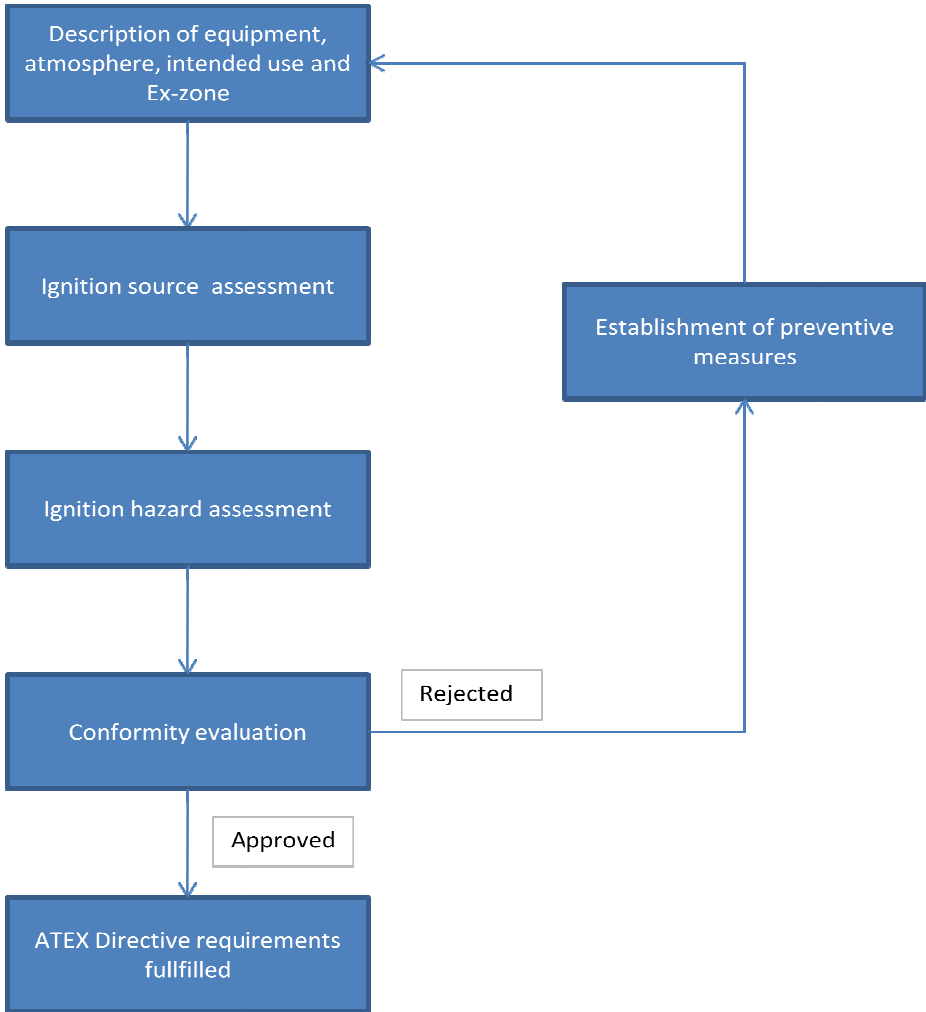 Description of equipment,
atmosphere, intended use and
Ex-zone
Ignition source assessment
Establishment of preventive
measures
Ignition hazard assessment
Rejected
Conformity evaluation
Approved
ATEX Directive requirements
fullfilled